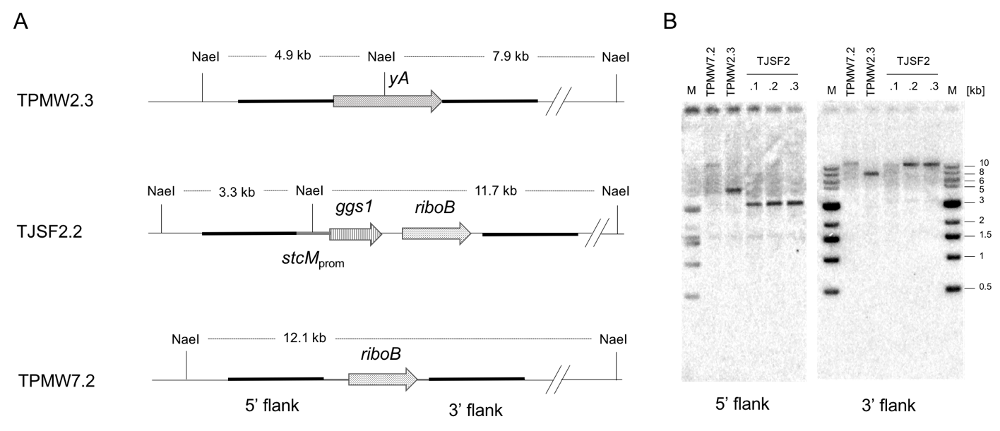 A
NaeI 4.9 kb NaeI 7.9 kb NaeI
yA
TPMW2.3
NaeI 3.3 kb NaeI 11.7 kb NaeI
ggs1 riboB
TJSF2.2
stcMprom
NaeI 12.1 kb NaeI
riboB
TPMW7.2
5’ flank 3’ flank
B
M TPMW7.2 TPMW2.3 TJSF2 .1 .2 .3
M TPMW7.2 TPMW2.3 TJSF2 .1 .2 .3 M [kb]
10
8
6
5
3
2
1.5
1
0.5
5’ flank 3’ flank